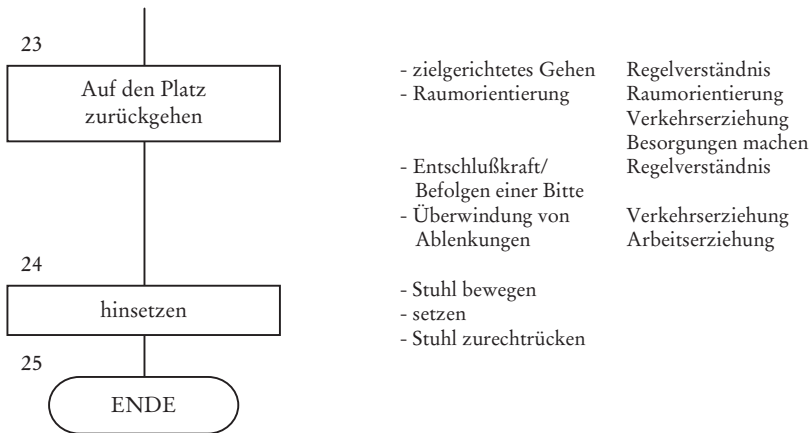 23
Auf den Platz
zurückgehen
- zielgerichtetes Gehen Regelverständnis
- Raumorientierung Raumorientierung
Verkehrserziehung
Besorgungen machen
- Entschlußkraft/ Regelverständnis
Befolgen einer Bitte
- Überwindung von Verkehrserziehung
Ablenkungen Arbeitserziehung
24
hinsetzen
- Stuhl bewegen
- setzen
- Stuhl zurechtrücken
25
ENDE